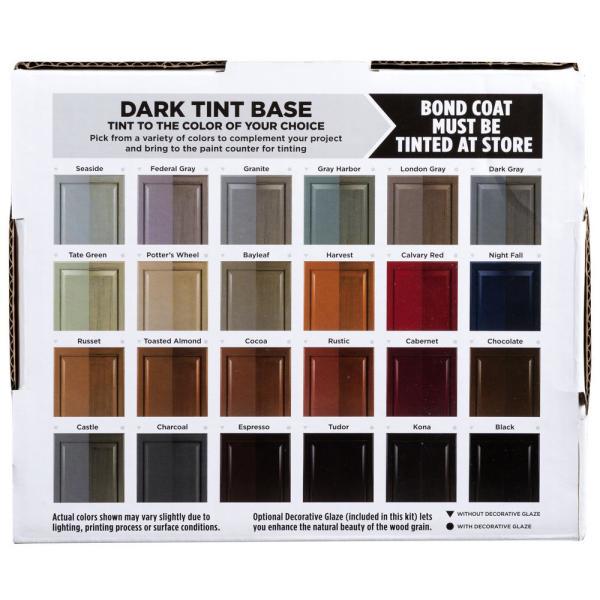 DARK TINT BASE
TINT TO THE COLOR OF YOUR CHOICE
Pick from a variety of colors to complement your project
and bring to the paint counter for tinting
BOND COAT
MUST BE
TINTED AT STORE
Seaside Federal Gray Granite Gray Harbor London Gray Dark Gray
Tate Green Potter's Wheel Bayleaf Harvest Calvary Red Night Fall
Russet Toasted Almond Cocoa Rustic Cabernet Chocolate
Castle Charcoal Espresso Tudor Kona Black
Actual colors shown may vary slightly due to
lighting, printing process or surface conditions.
Optional Decorative Glaze (included in this kit) lets
you enhance the natural beauty of the wood grain.
WITHOUT DECORATIVE GLAZE
WITH DECORATIVE GLAZE